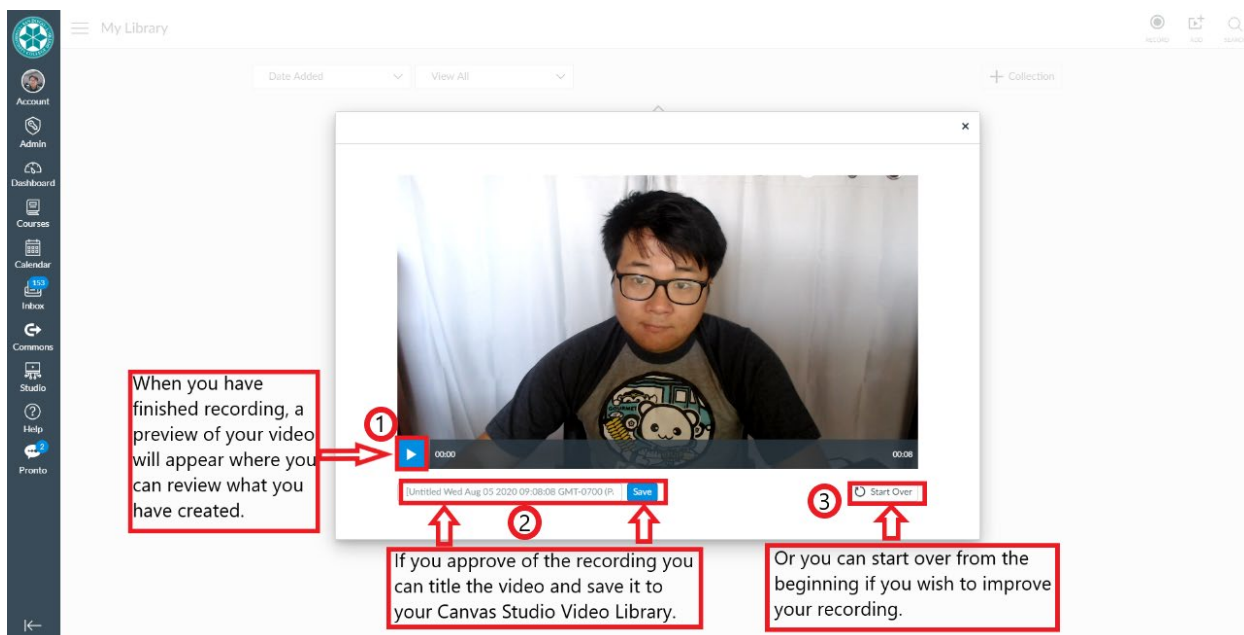 My Library
RECORD
ADD
Date Added
View All
+ Collection
×
Account
Admin
Dashboard
Courses
Calendar
153
Inbox
Commons
Studio
Help
2
Pronto
GOURMET
1
00:00
00:08
When you have
finished recording, a
preview of your video
will appear where you
can review what you
have created.
[Untitled Wed Aug 05 2020 09:08:08 GMT-0700 (P.
Save
2
3
Start Over
If you approve of the recording you
can title the video and save it to
your Canvas Studio Video Library.
Or you can start over from the
beginning if you wish to improve
your recording.